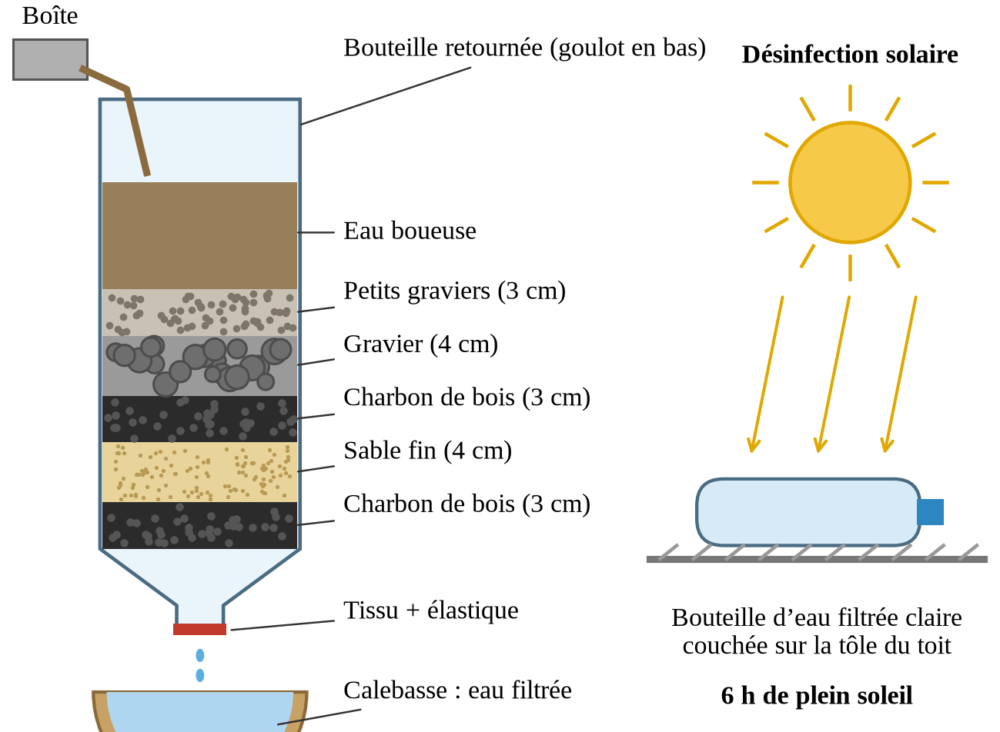 Boîte
Bouteille retournée (goulot en bas)
Eau boueuse
Petits graviers (3 cm)
Gravier (4 cm)
Charbon de bois (3 cm)
Sable fin (4 cm)
Charbon de bois (3 cm)
Tissu + élastique
Calebasse : eau filtrée
Désinfection solaire
Bouteille d’eau filtrée claire
couchée sur la tôle du toit
6 h de plein soleil